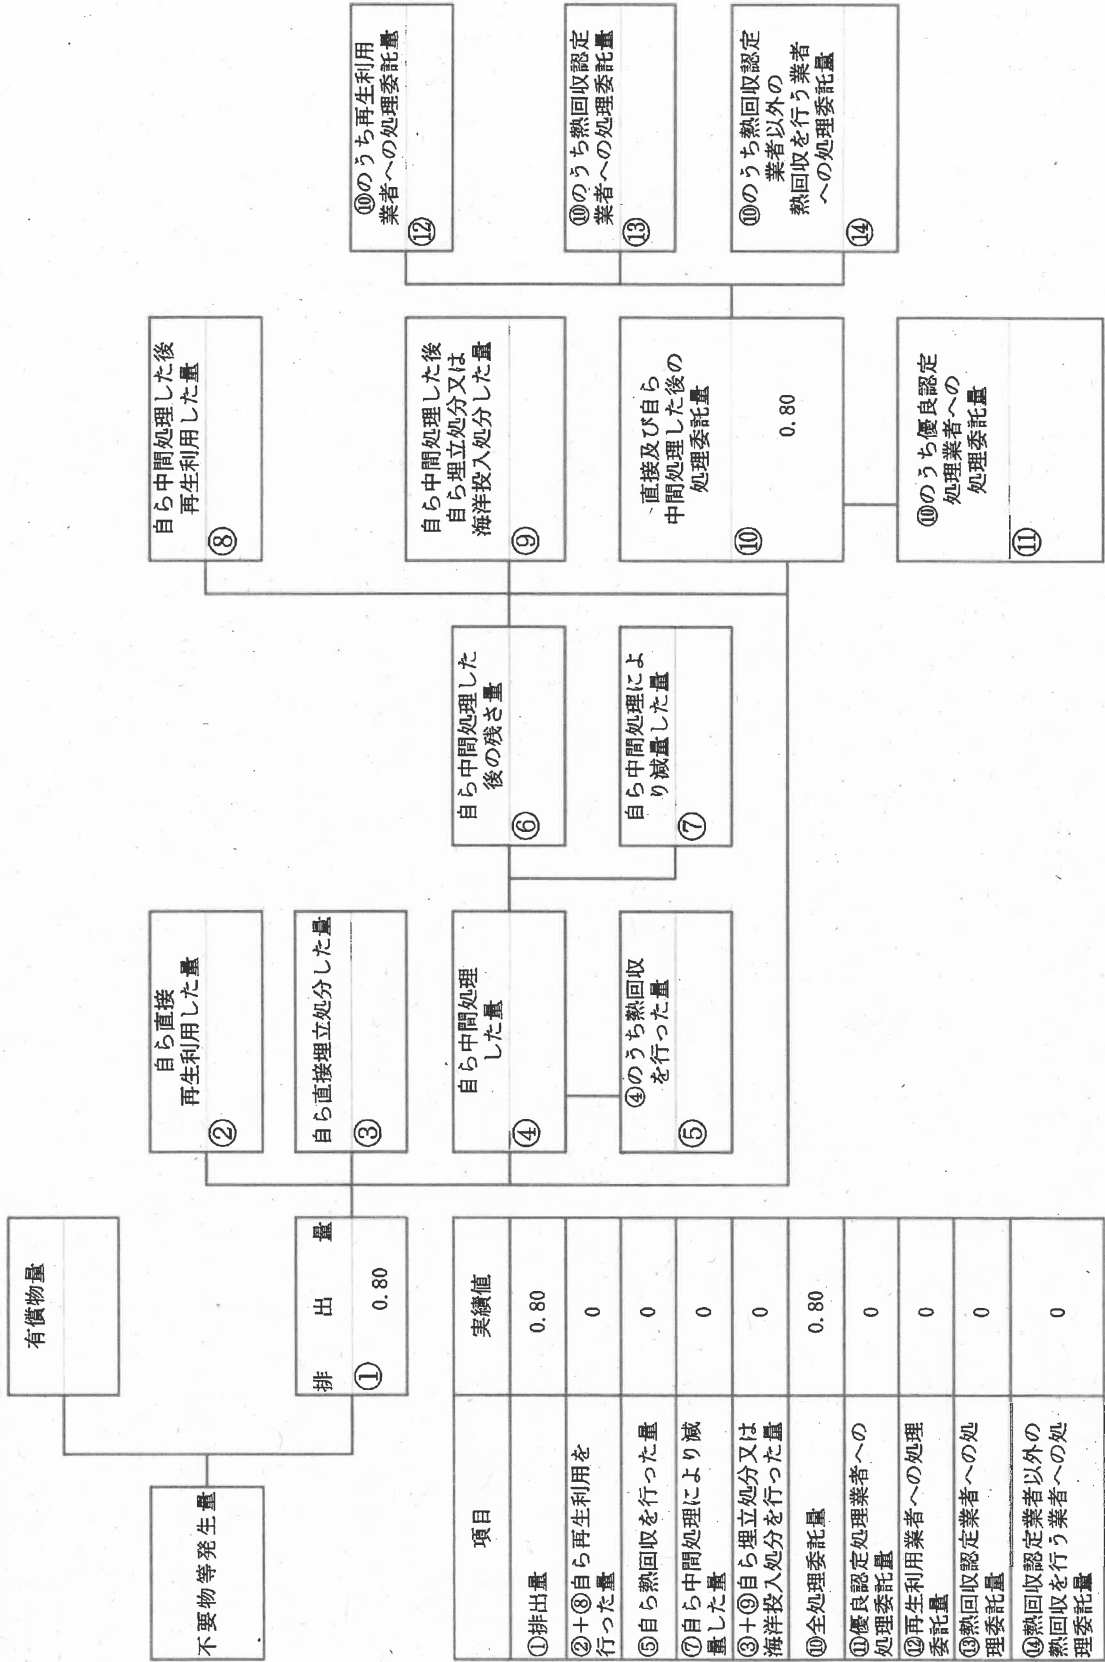 有償物量
不要物等発生量
排出量
① 0.80
自ら直接
再生利用した量
②
自ら直接埋立処分した量
③
自ら中間処理
した量
④
④のうち熱回収
を行った量
⑤
自ら中間処理した
後の残さ量
⑥
自ら中間処理によ
り減量した量
⑦
自ら中間処理した後
再生利用した量
⑧
自ら中間処理した後
自ら埋立処分又は
海洋投入処分した量
⑨
直接及び自ら
中間処理した後の
処理委託量
⑩ 0.80
⑩のうち優良認定
処理業者への
処理委託量
⑪
⑩のうち再生利用
業者への処理委託量
⑫
⑩のうち熱回収認定
業者への処理委託量
⑬
⑩のうち熱回収認定
業者以外の
熱回収を行う業者
への処理委託量
⑭
項目 実績値
①排出量 0.80
②+⑧自ら再生利用を
行った量 0
⑤自ら熱回収を行った量 0
⑦自ら中間処理により減
量した量 0
③+⑨自ら埋立処分又は
海洋投入処分を行った量 0
⑩全処理委託量 0.80
⑪優良認定処理業者への
処理委託量 0
⑫再生利用業者への処理
委託量 0
⑬熱回収認定業者への処
理委託量 0
⑭熱回収認定業者以外の
熱回収を行う業者への処
理委託量 0